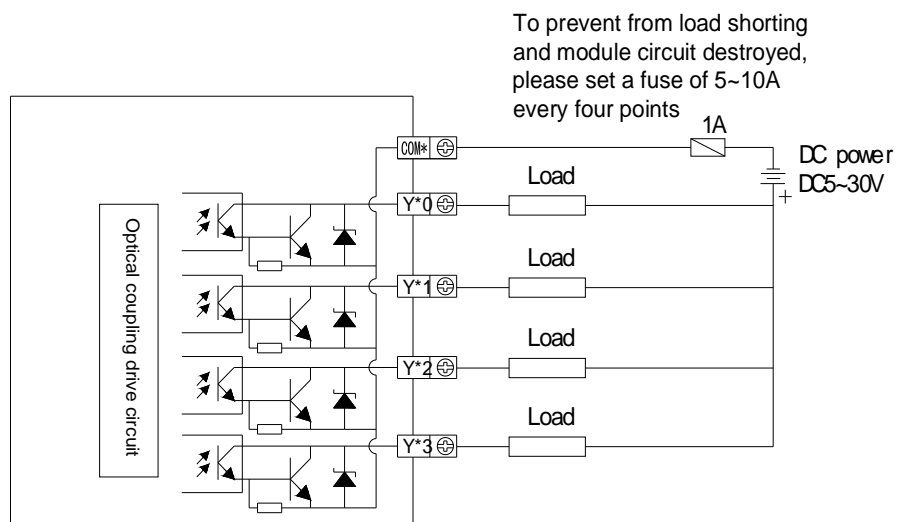 To prevent from load shorting
and module circuit destroyed,
please set a fuse of 5~10A
every four points
1A
COM*
DC power
DC5~30V
+
Load
Y*0
Load
Y*1
Load
Y*2
Load
Y*3
Optical coupling drive circuit